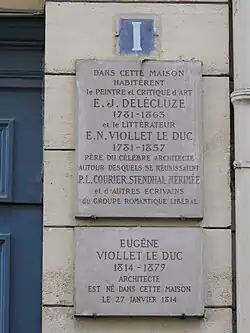 1
DANS CETTE MAISON
HABITÈRENT
le PEINTRE et CRITIQUE d'ART
E. J. DELÉCLUZE
1781-1863
et le LITTÉRATEUR
E. N. VIOLLET LE DUC
1781-1857
PÈRE DU CÉLÈBRE ARCHITECTE
AUTOUR DESQUELS SE RÉUNISSAIENT
P. L. COURIER, STENDHAL, MÉRIMÉE
et D'AUTRES ÉCRIVAINS
du GROUPE ROMANTIQUE LIBÉRAL
EUGÈNE
VIOLLET LE DUC
1814-1879
ARCHITECTE
EST NÉ DANS CETTE MAISON
LE 27 JANVIER 1814